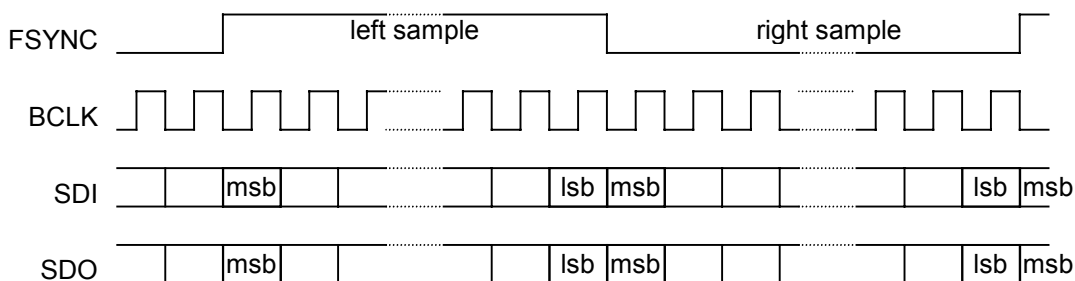 FSYNC left sample right sample
BCLK
SDI msb lsb msb lsb msb
SDO msb lsb msb lsb msb